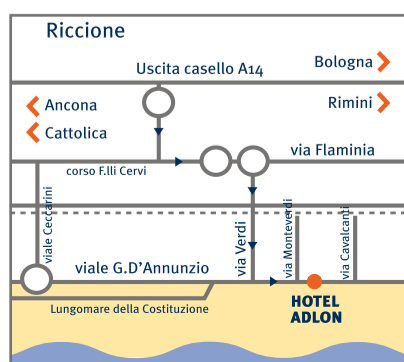 Riccione
Bologna
Uscita casello A14
Ancona
Rimini
Cattolica
via Flaminia
corso F.lli Cervi
viale Ceccarini
via Verdi
via Monteverdi
via Cavalcanti
viale G.D'Annunzio
Lungomare della Costituzione
HOTEL
ADLON